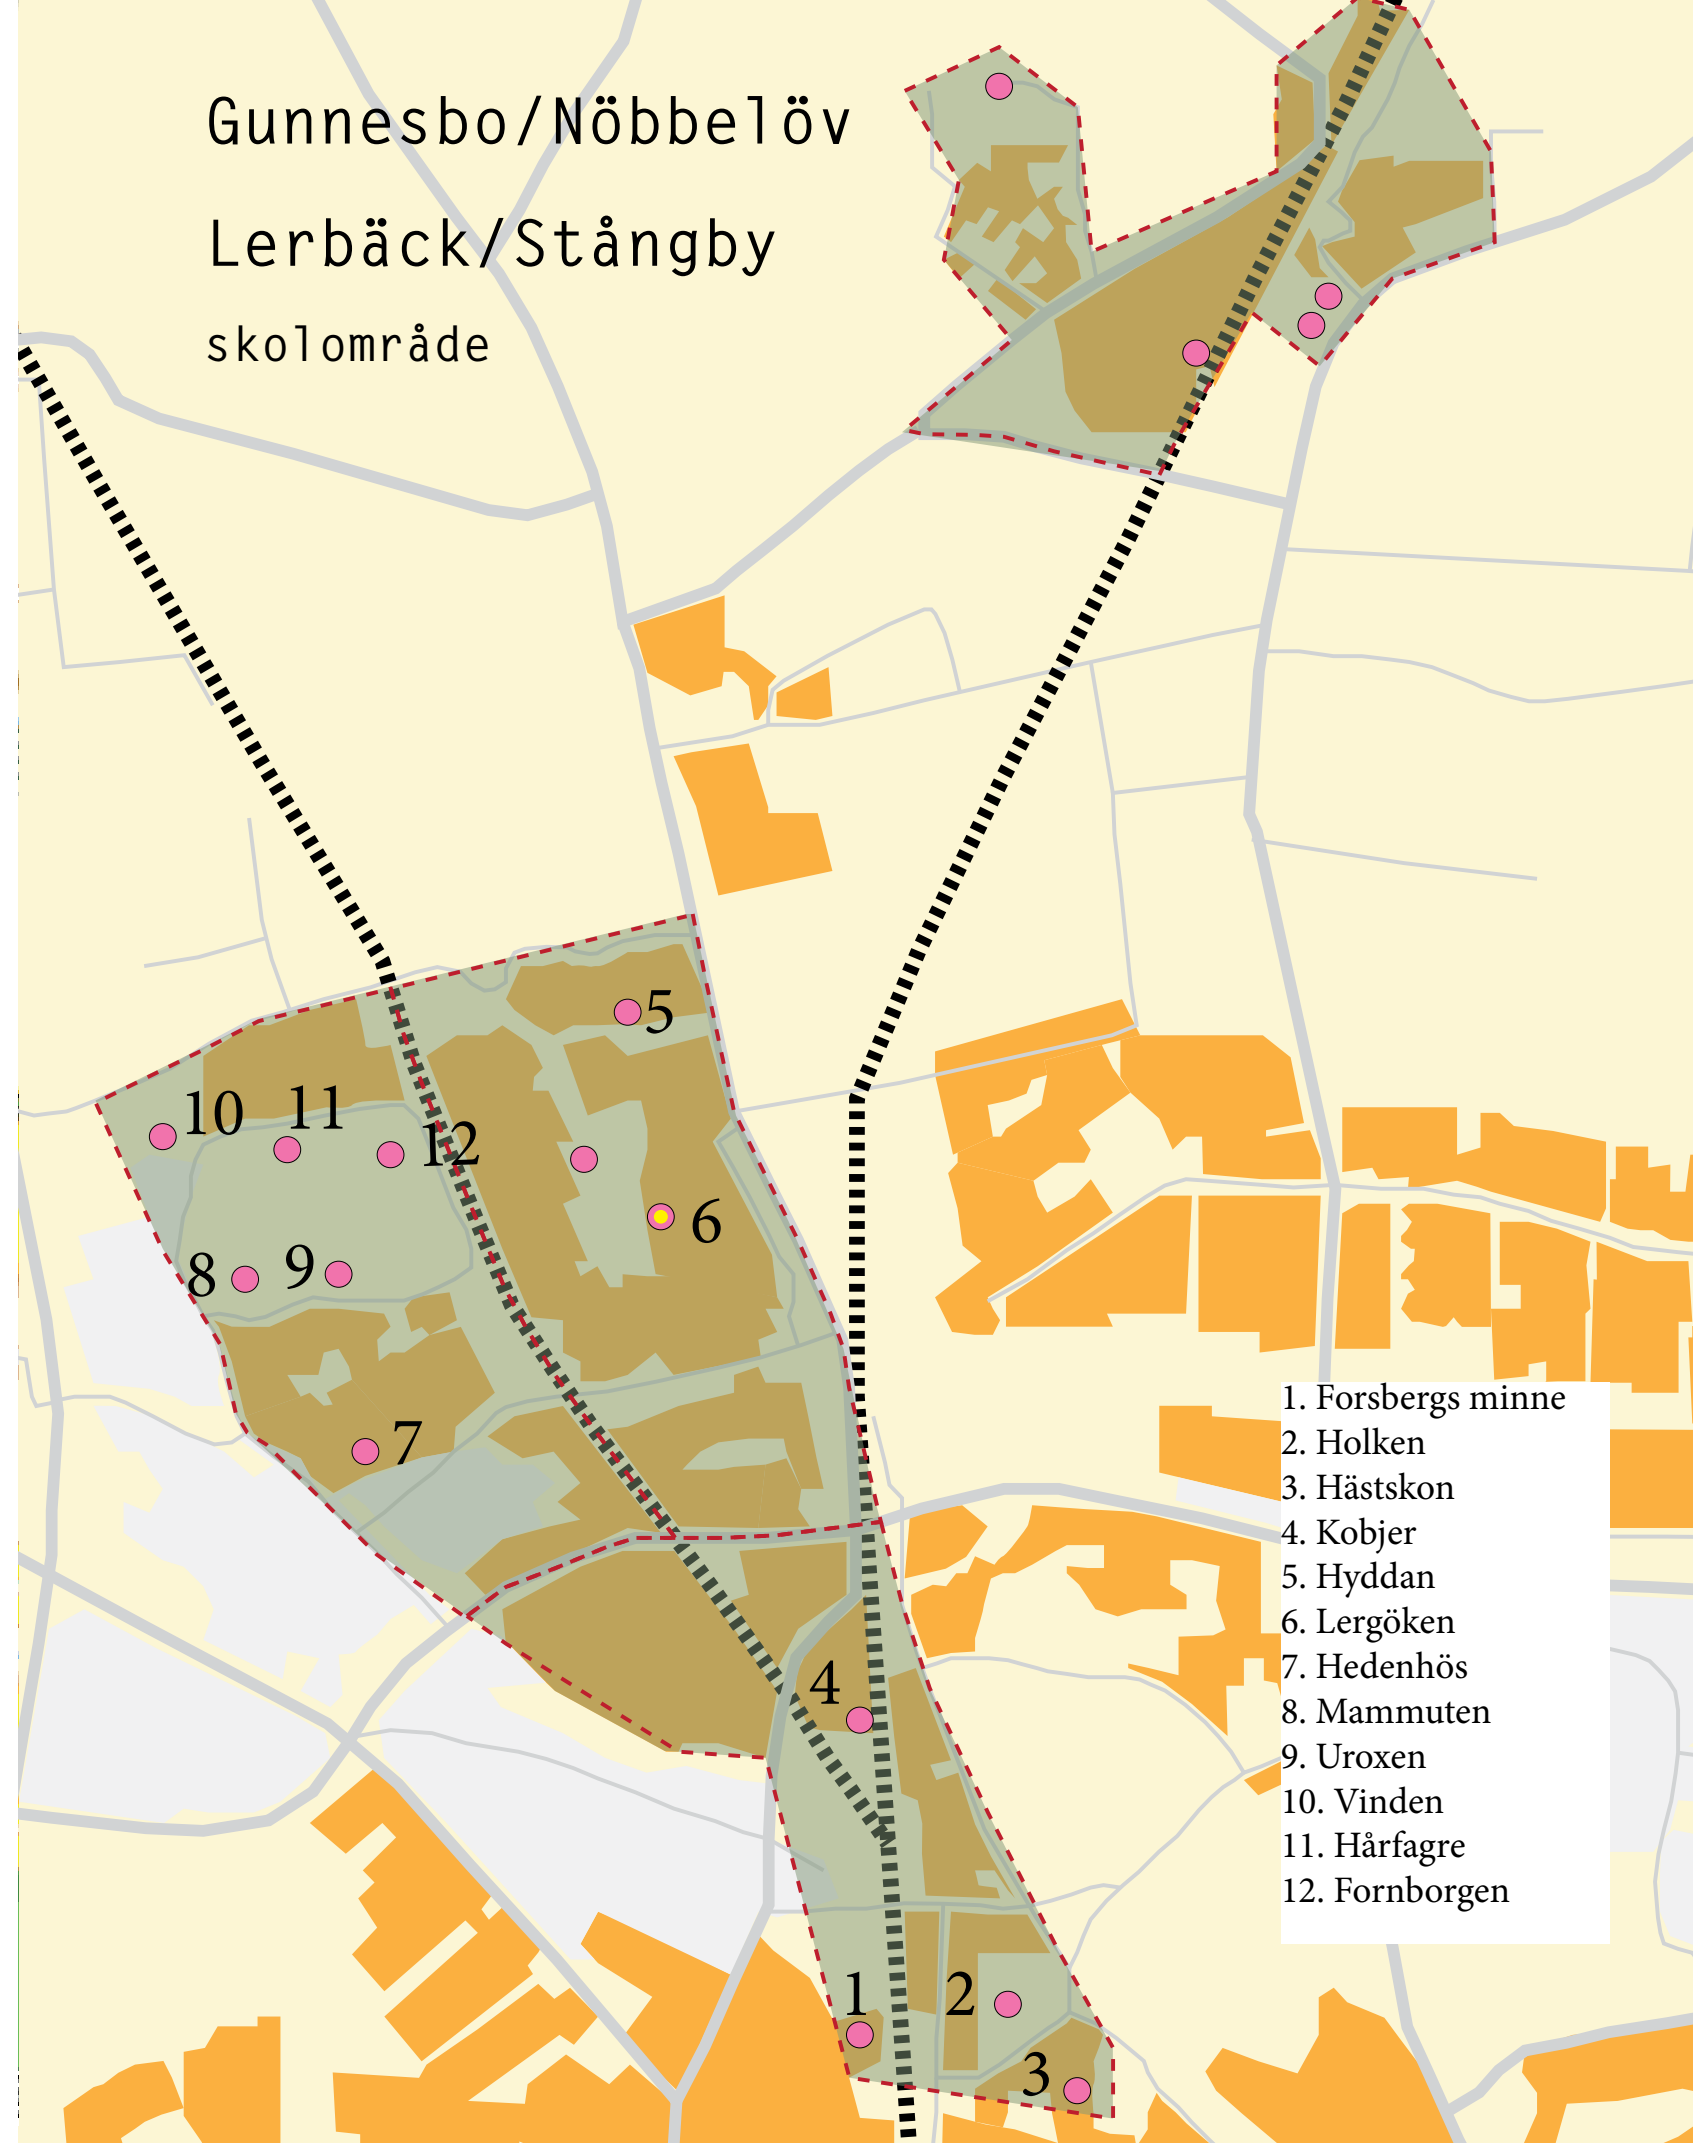 Gunnesbo/Nöbbelöv
Lerbäck/Stångby
skolområde
5
10
11
12
6
8
9
7
1. Forsbergs minne
2. Holken
3. Hästskon
4. Kobjer
5. Hyddan
6. Lergöken
7. Hedenhös
8. Mammuten
9. Uroxen
10. Vinden
11. Hårfagre
12. Fornborgen
4
1
2
3